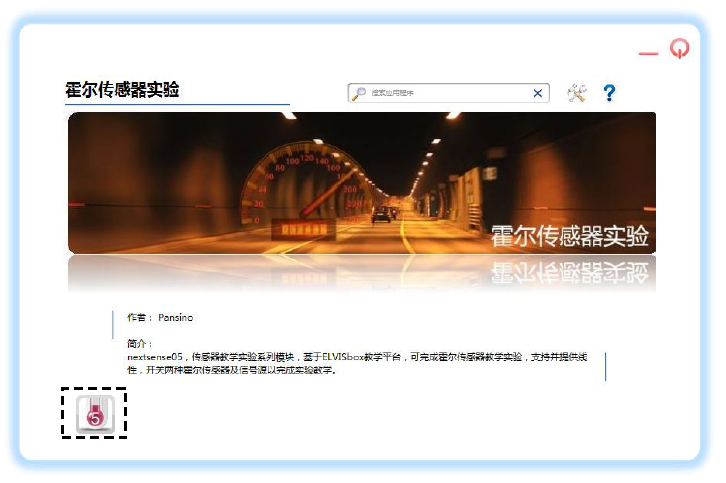 霍尔传感器实验
搜索应用程序
?
霍尔传感器实验
作者： Pansino
简介：
nextsense05，传感器教学实验系列模块，基于ELVISbox教学平台，可完成霍尔传感器教学实验，支持并提供线
性，开关两种霍尔传感器及信号源以完成实验教学。
5